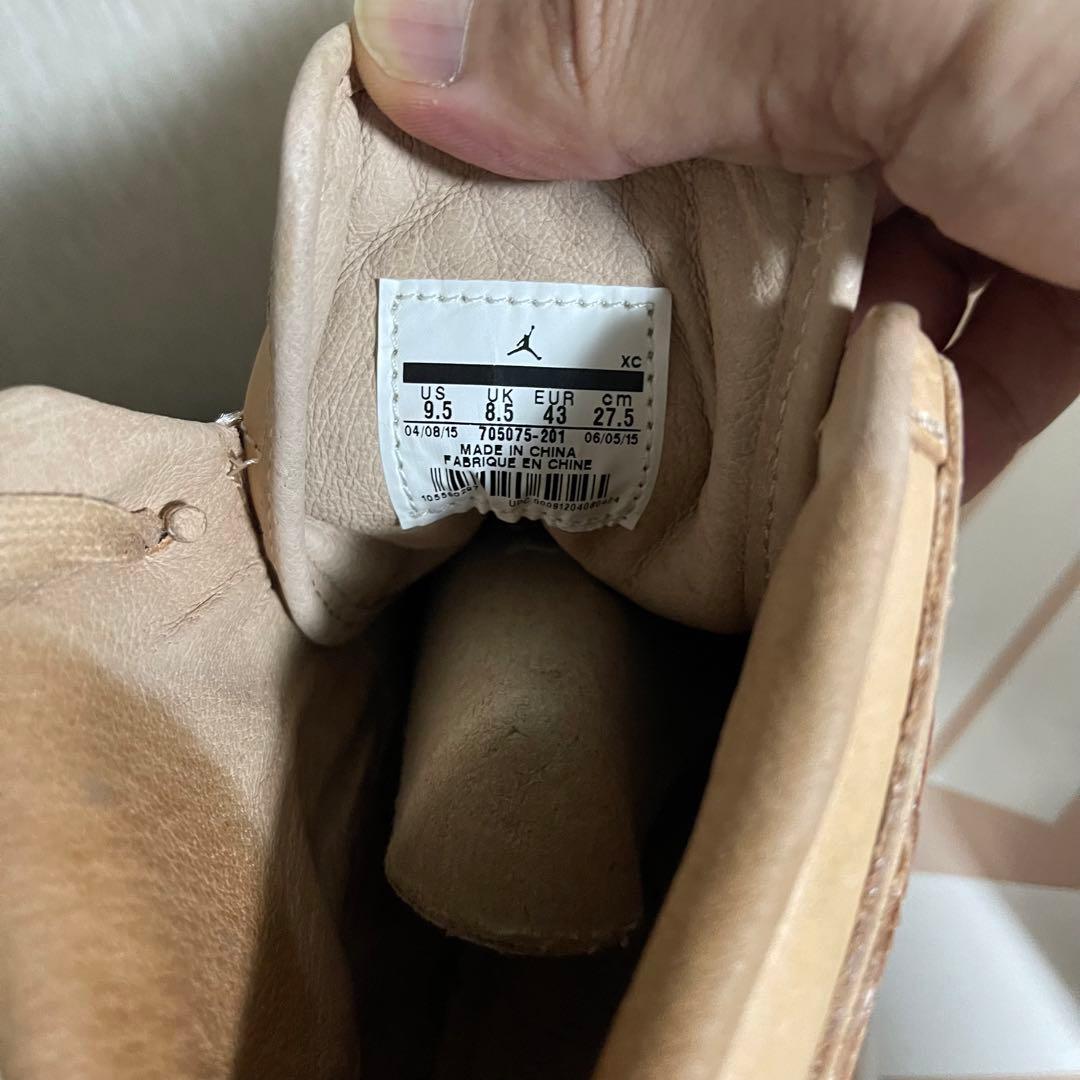 XC
US UK EUR cm
9.5 8.5 43 27.5
04/08/15 705075-201 06/05/15
MADE IN CHINA
FABRIQUE EN CHINE